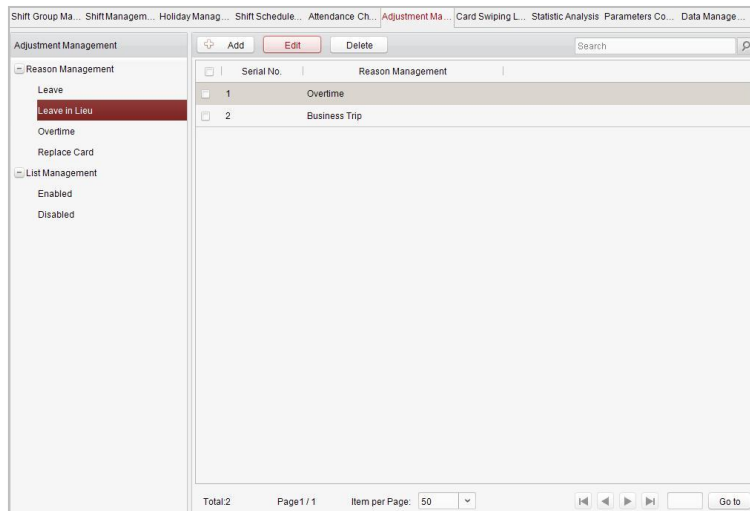 Shift Group Ma... Shift Managem... Holiday Manag... Shift Schedule... Attendance Ch... Adjustment Ma... Card Swiping L... Statistic Analysis Parameters Co... Data Manage...
Adjustment Management Add Edit Delete Search
Reason Management Serial No. Reason Management
Leave 1 Overtime
Leave in Lieu 2 Business Trip
Overtime
Replace Card
List Management
Enabled
Disabled
Total:2 Page1 / 1 Item per Page: 50 Go to